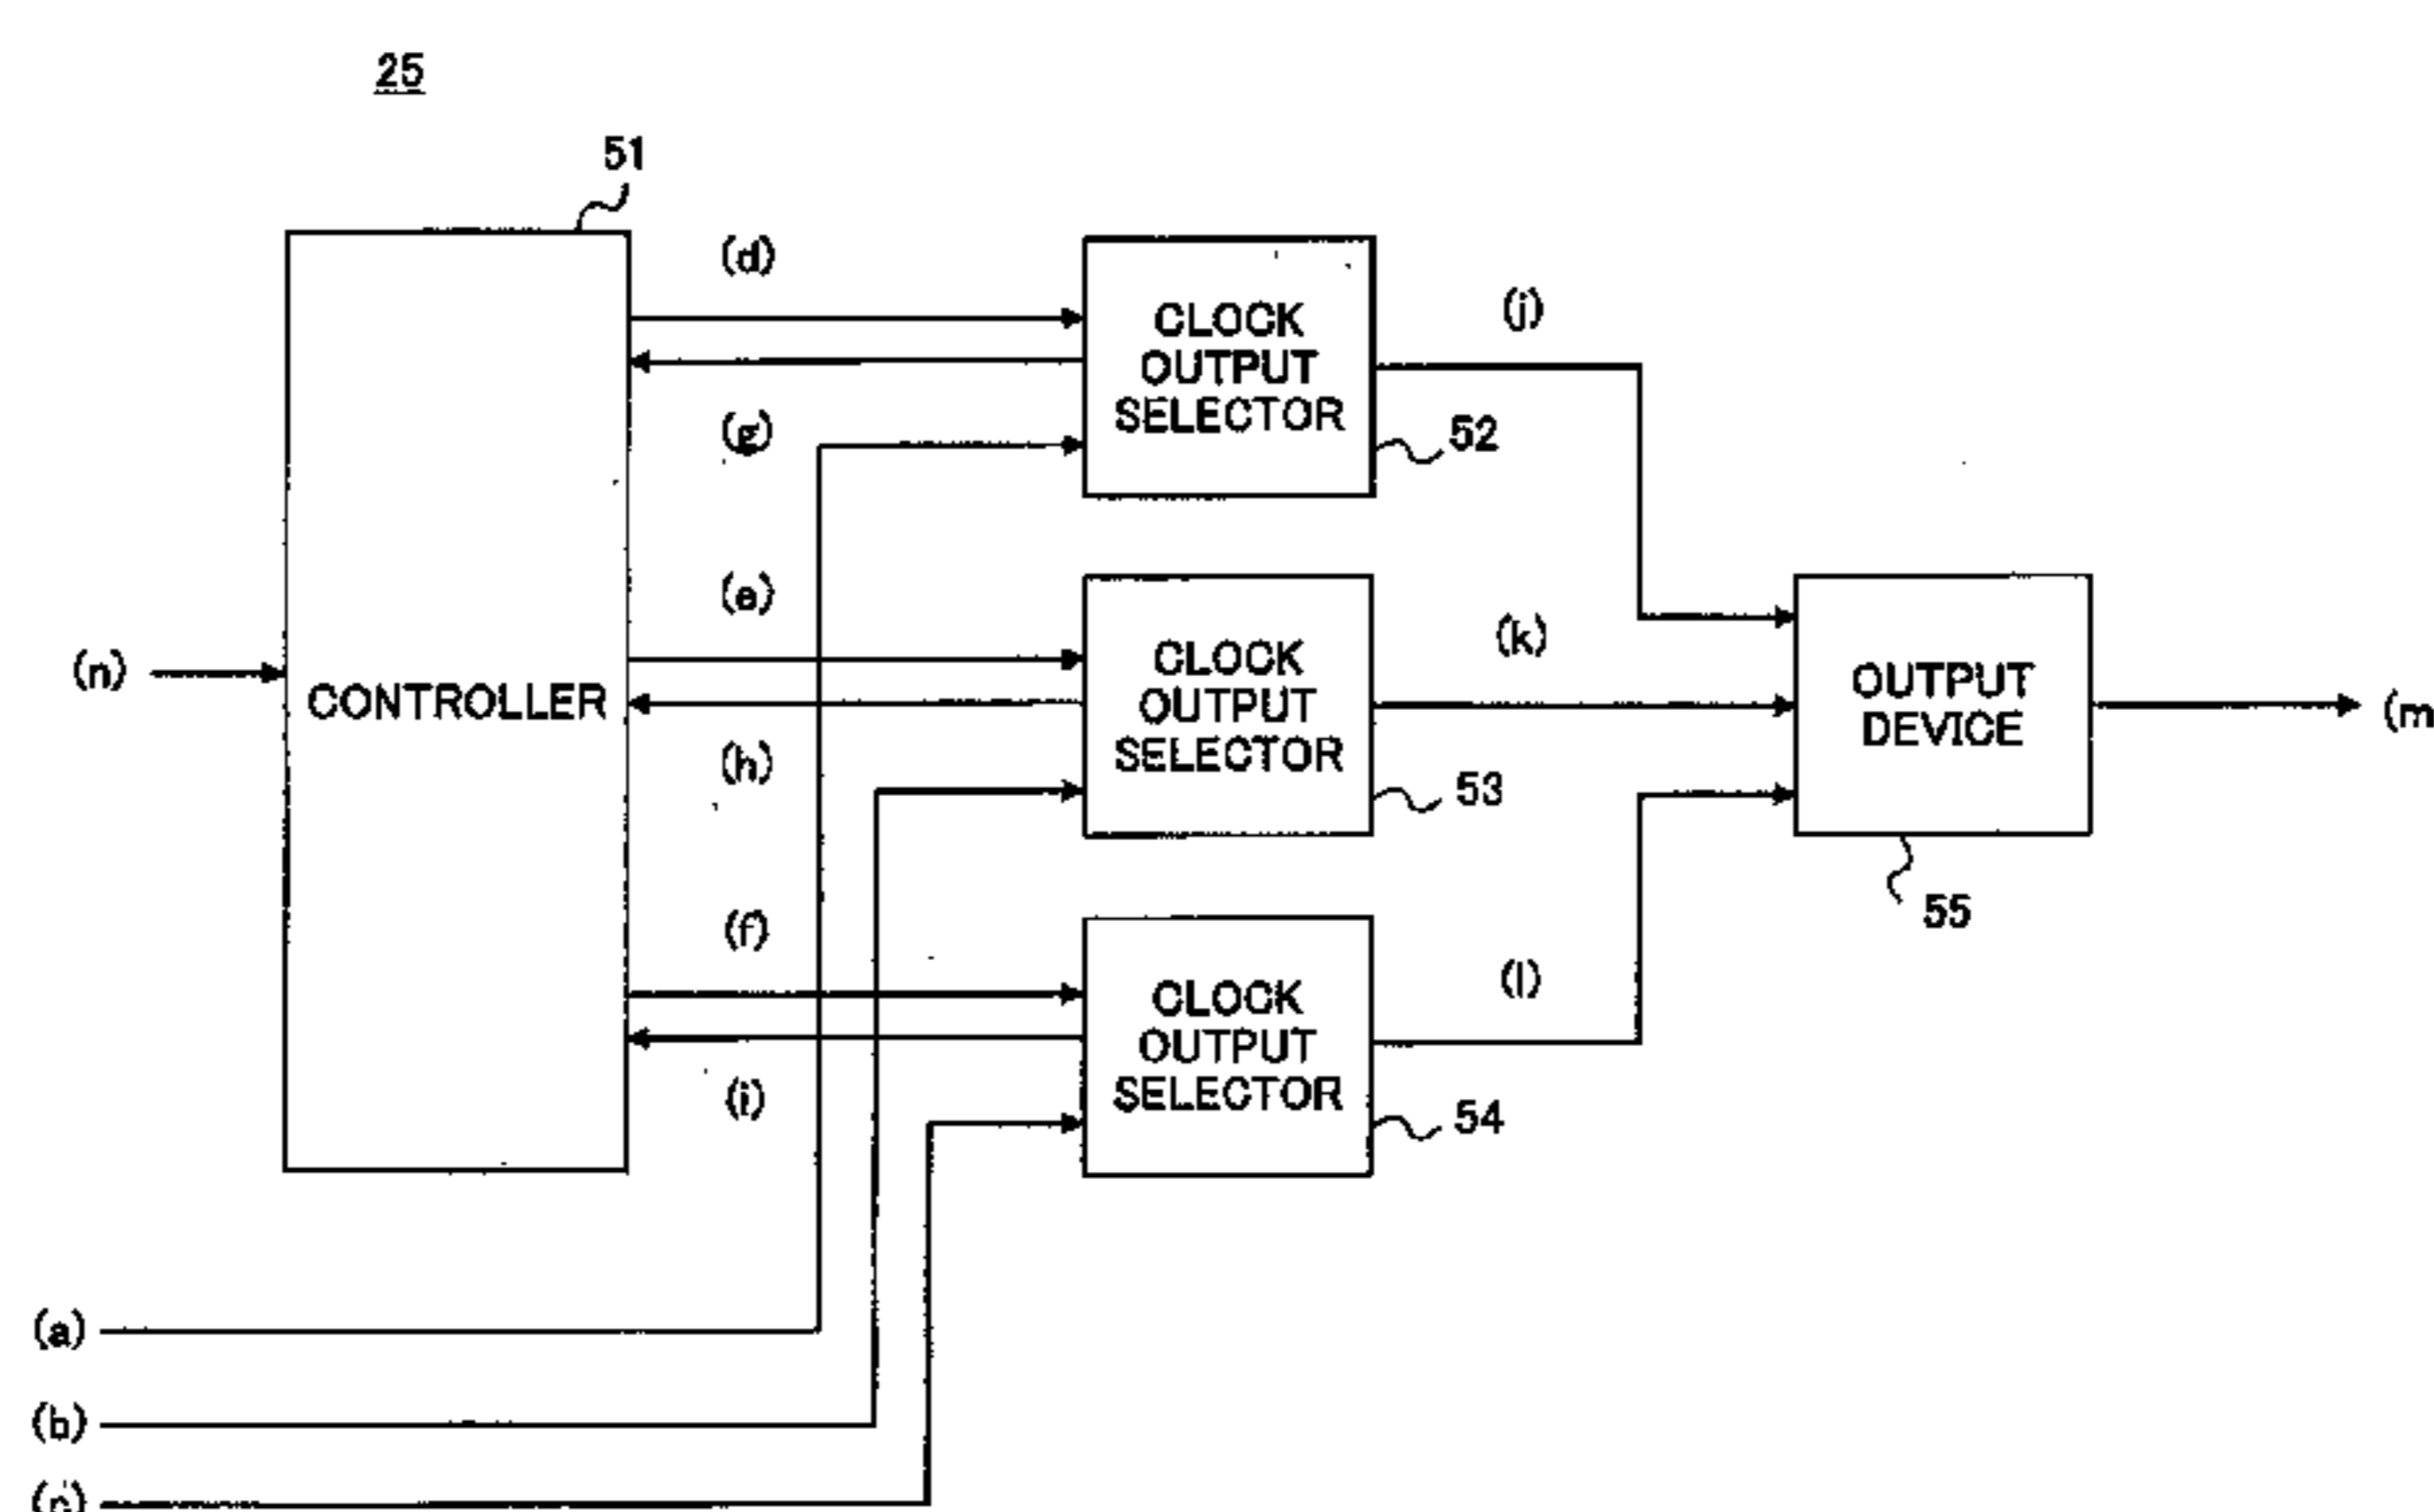 25
51
(d)
CLOCK
OUTPUT
SELECTOR
(j)
(g)
52
(e)
CLOCK
OUTPUT
SELECTOR
(k)
(n)
CONTROLLER
OUTPUT
DEVICE
(m
(h)
53
(f)
55
CLOCK
OUTPUT
SELECTOR
(l)
(i)
54
(a)
(b)
(c)